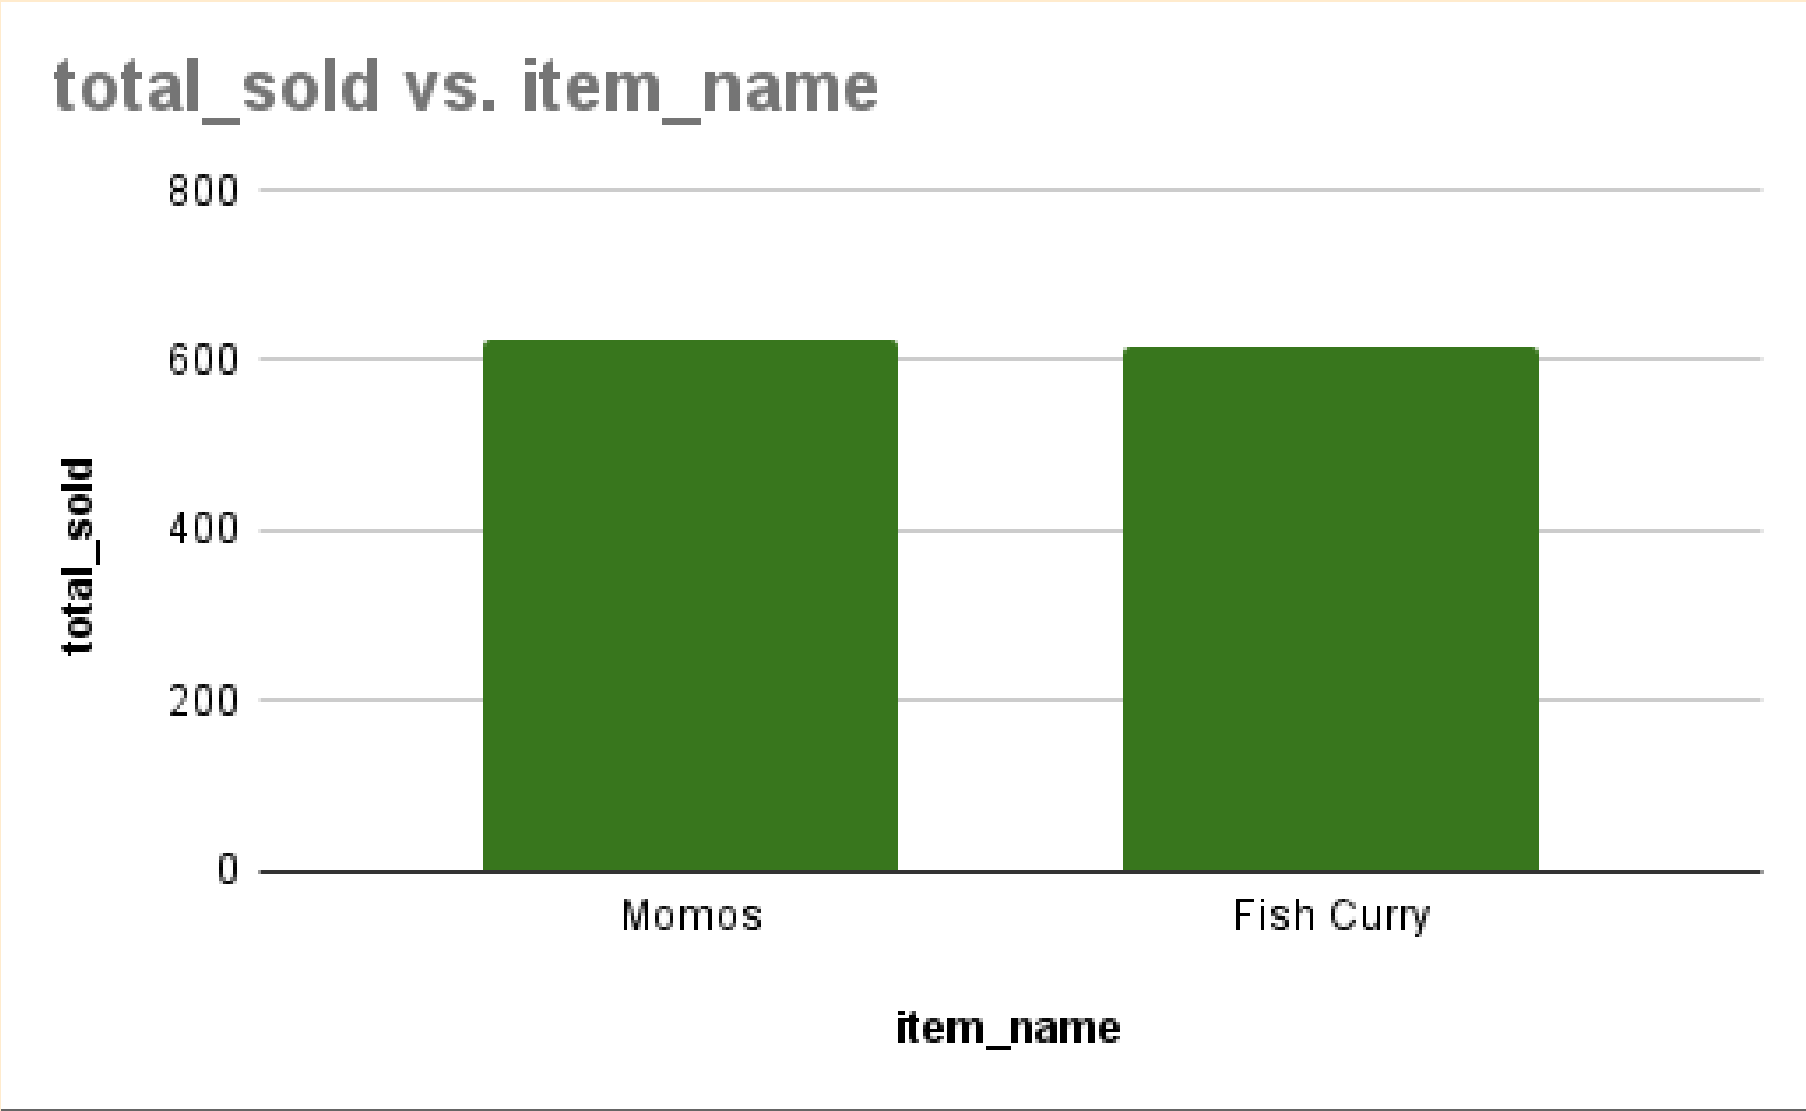 total_sold vs. item_name
800
600
400
200
0
total_sold
Momos
Fish Curry
item_name